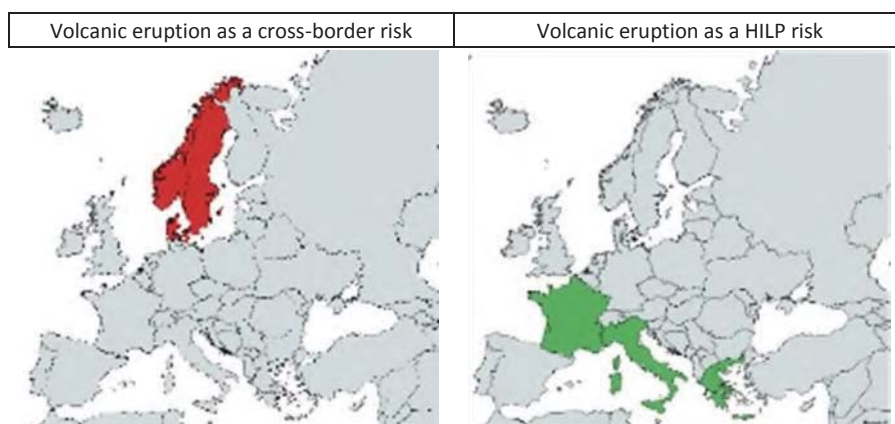 Volcanic eruption as a cross-border risk
Volcanic eruption as a HILP risk